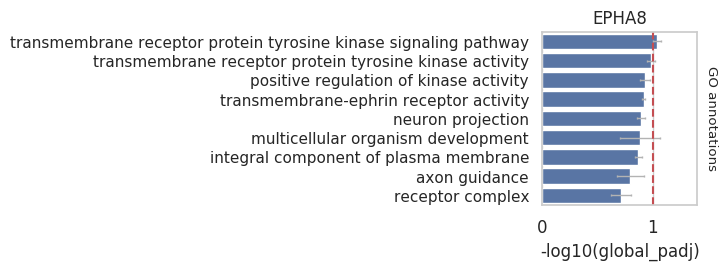 EPHA8
transmembrane receptor protein tyrosine kinase signaling pathway
transmembrane receptor protein tyrosine kinase activity
positive regulation of kinase activity
transmembrane-ephrin receptor activity
neuron projection
multicellular organism development
integral component of plasma membrane
axon guidance
receptor complex
GO annotations
0 1
-log10(global_padj)